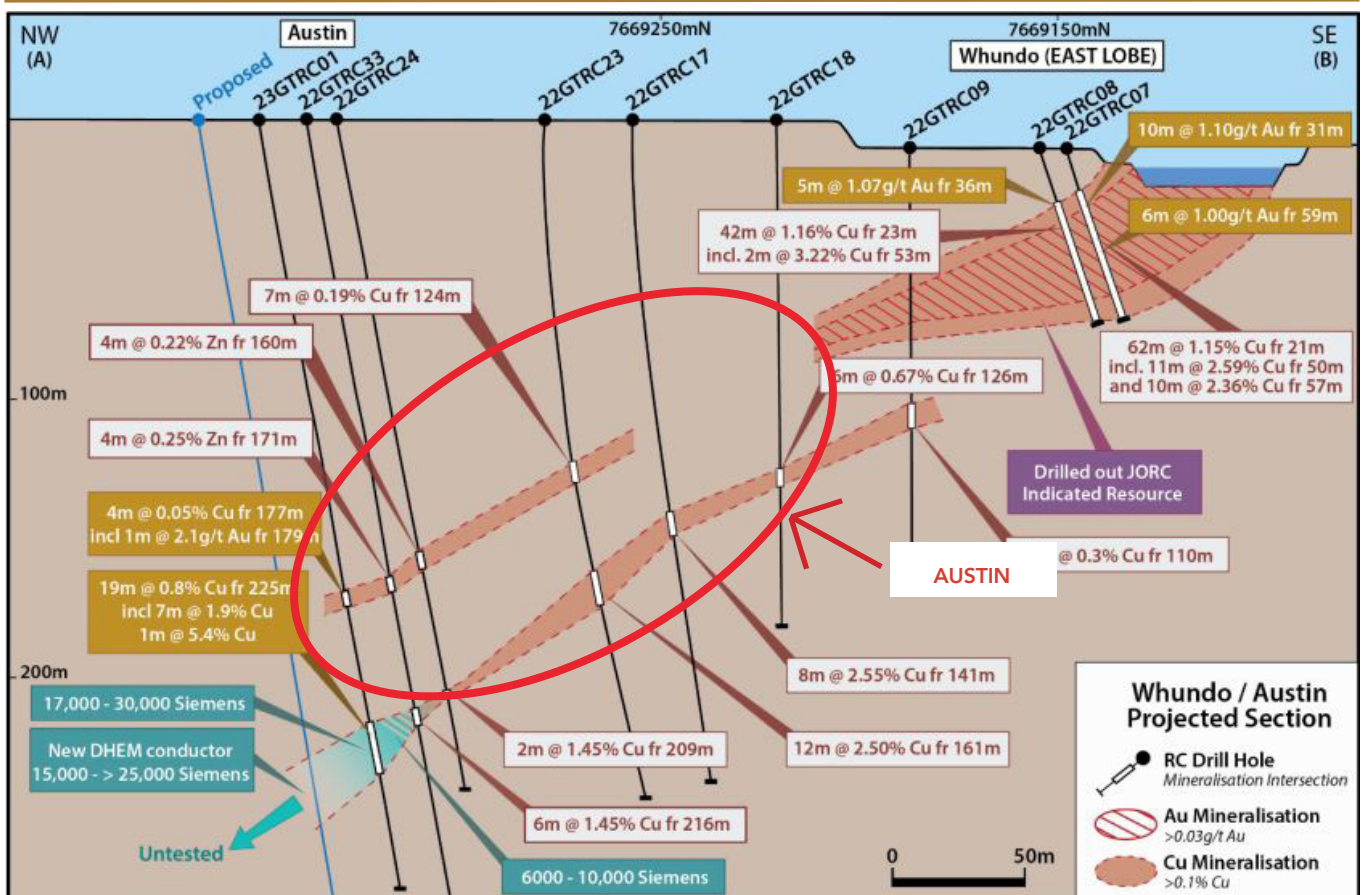 NW
(A)
Austin
7669250mN
7669150mN
SE
(B)
Whundo (EAST LOBE)
Proposed
23GTRC01
22GTRC33
22GTRC24
22GTRC23
22GTRC17
22GTRC18
22GTRC09
22GTRC08
22GTRC07
10m @ 1.10g/t Au fr 31m
5m @ 1.07g/t Au fr 36m
6m @ 1.00g/t Au fr 59m
42m @ 1.16% Cu fr 23m
incl. 2m @ 3.22% Cu fr 53m
7m @ 0.19% Cu fr 124m
4m @ 0.22% Zn fr 160m
62m @ 1.15% Cu fr 21m
incl. 11m @ 2.59% Cu fr 50m
and 10m @ 2.36% Cu fr 57m
m @ 0.67% Cu fr 126m
100m
4m @ 0.25% Zn fr 171m
Drilled out JORC
Indicated Resource
4m @ 0.05% Cu fr 177m
incl 1m @ 2.1g/t Au fr 179m
@ 0.3% Cu fr 110m
AUSTIN
19m @ 0.8% Cu fr 225m
incl 7m @ 1.9% Cu
1m @ 5.4% Cu
200m
8m @ 2.55% Cu fr 141m
17,000 - 30,000 Siemens
New DHEM conductor
15,000 - > 25,000 Siemens
2m @ 1.45% Cu fr 209m
12m @ 2.50% Cu fr 161m
6m @ 1.45% Cu fr 216m
Untested
6000 - 10,000 Siemens
0
50m
Whundo / Austin
Projected Section
RC Drill Hole
Mineralisation Intersection
Au Mineralisation
>0.03g/t Au
Cu Mineralisation
>0.1% Cu